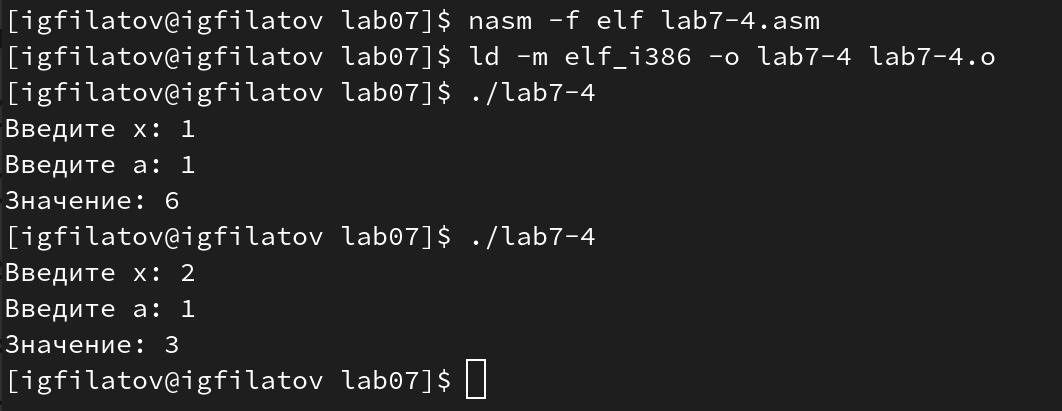 [igfilatov@igfilatov lab07]$ nasm -f elf lab7-4.asm
[igfilatov@igfilatov lab07]$ ld -m elf_i386 -o lab7-4 lab7-4.o
[igfilatov@igfilatov lab07]$ ./lab7-4
Введите x: 1
Введите a: 1
Значение: 6
[igfilatov@igfilatov lab07]$ ./lab7-4
Введите x: 2
Введите a: 1
Значение: 3
[igfilatov@igfilatov lab07]$